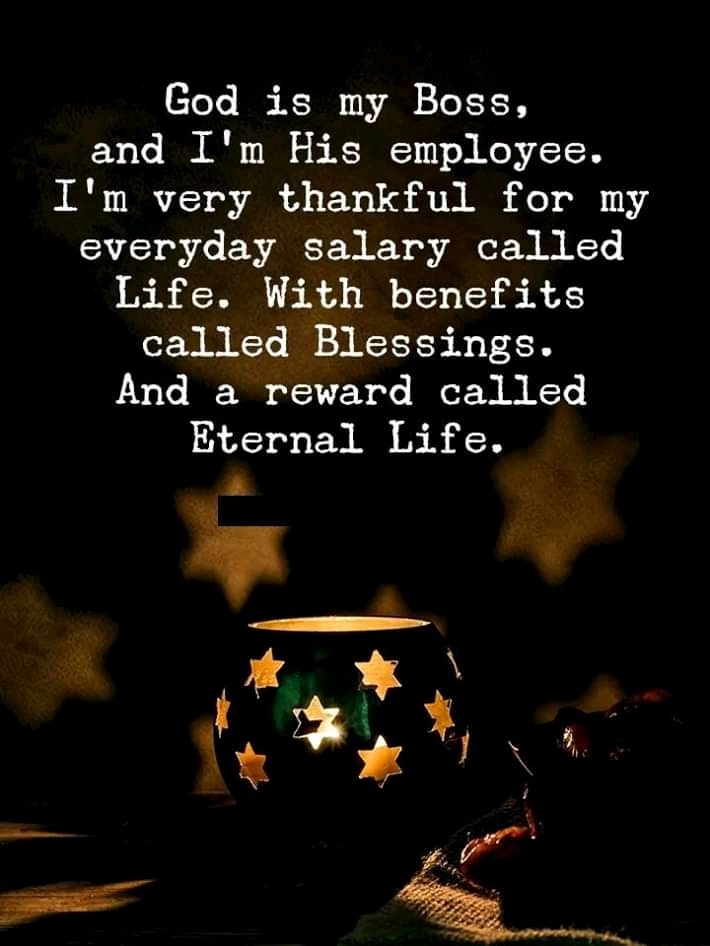 God is my Boss,
and I'm His employee.
I'm very thankful for my
everyday salary called
Life. With benefits
called Blessings.
And a reward called
Eternal Life.